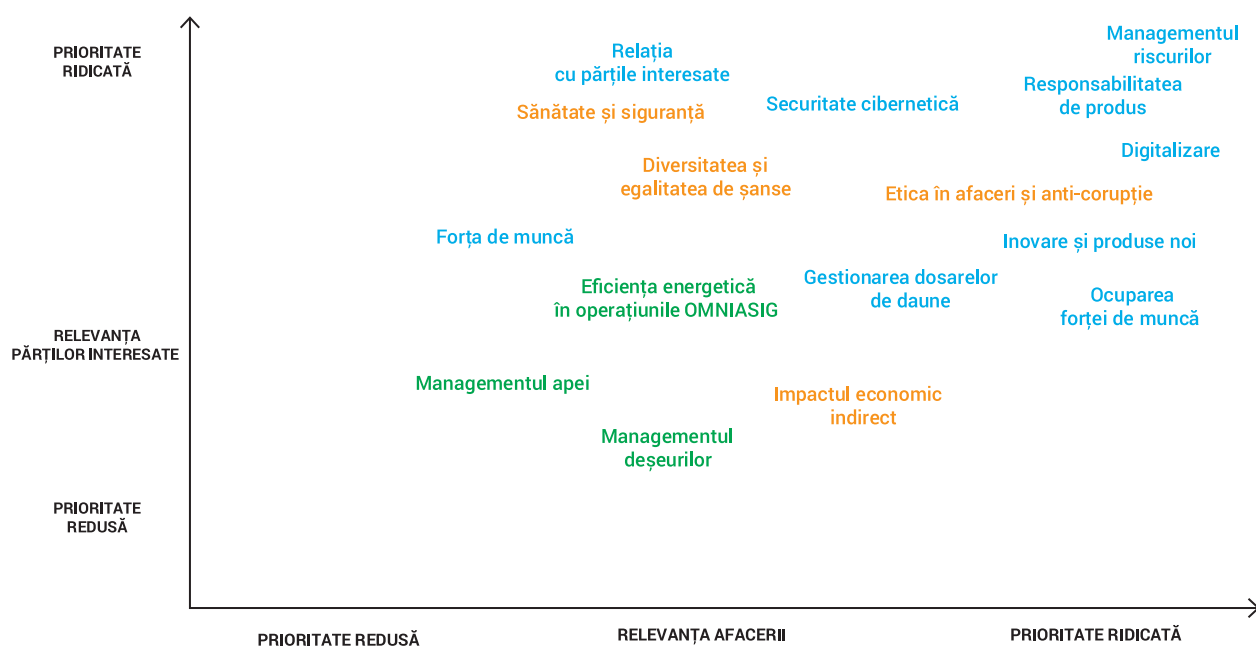 PRIORITATE
RIDICATĂ
Relația
cu părțile interesate
Managementul
riscurilor
Sănătate și siguranță
Securitate cibernetică
Responsabilitatea
de produs
Digitalizare
Diversitatea și
egalitatea de șanse
Etica în afaceri și anti-corupție
Forța de muncă
Inovare și produse noi
Eficiența energetică
în operațiunile OMNIASIG
Gestionarea dosarelor
de daune
Ocuparea
forței de muncă
RELEVANȚA
PĂRȚILOR INTERESATE
Managementul apei
Impactul economic
indirect
Managementul
deșeurilor
PRIORITATE
REDUSĂ
PRIORITATE REDUSĂ
RELEVANȚA AFACERII
PRIORITATE RIDICATĂ